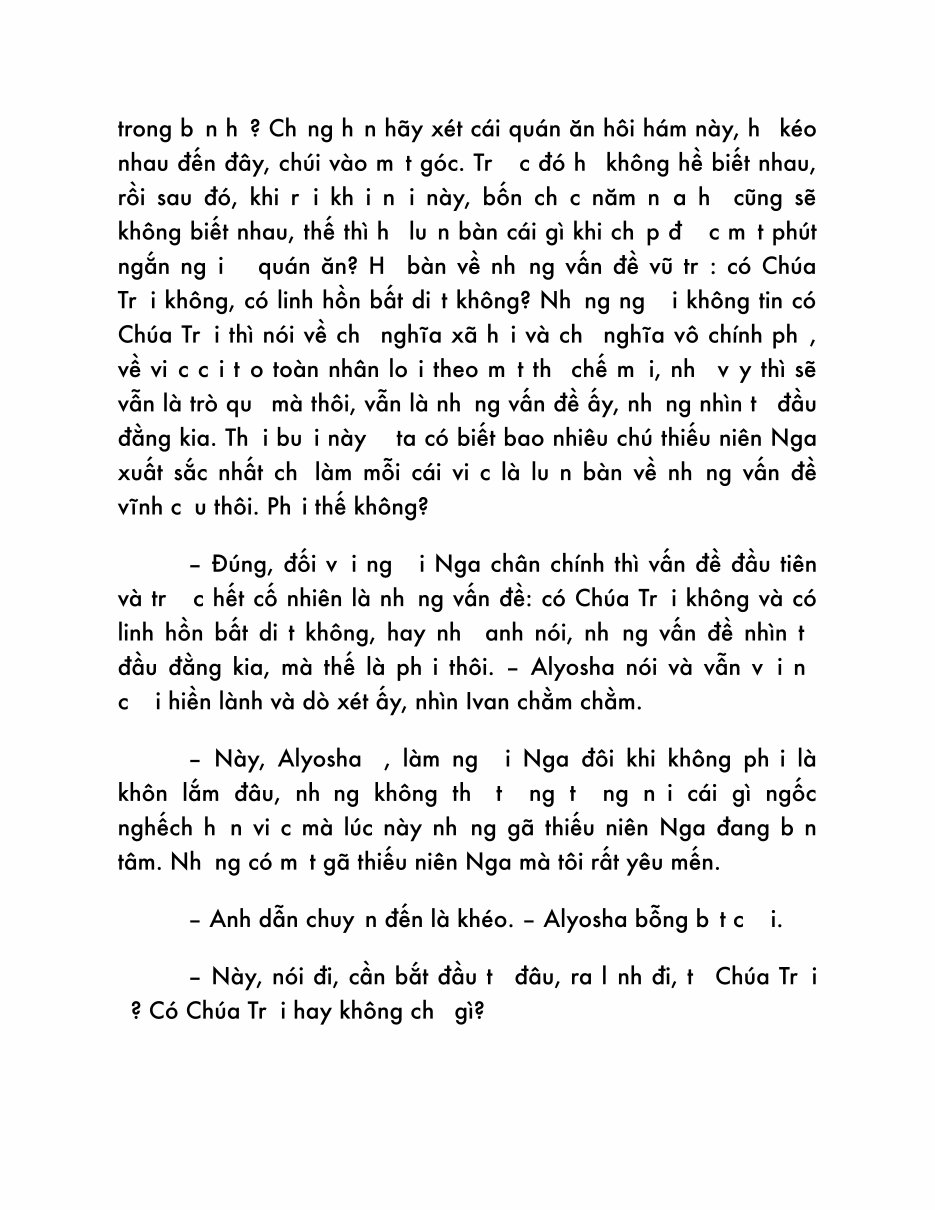 trong b n h ? Ch ng h n hãy xét cái quán ăn hôi hám này, h kéo
nhau đến đây, chúi vào m t góc. Tr c đó h không hề biết nhau,
rồi sau đó, khi r i kh i n i này, bốn ch c năm n a h cũng sẽ
không biết nhau, thế thì h lu n bàn cái gì khi ch p đ c m t phút
ngắn ng i quán ăn? H bàn về nh ng vấn đề vũ tr : có Chúa
Tr i không, có linh hồn bất di t không? Nh ng ng i không tin có
Chúa Tr i thì nói về ch nghĩa xã h i và ch nghĩa vô chính ph ,
về vi c c i t o toàn nhân lo i theo m t th chế m i, nh v y thì sẽ
vẫn là trò qu mà thôi, vẫn là nh ng vấn đề ấy, nh ng nhìn t đầu
đằng kia. Th i bu i này ta có biết bao nhiêu chú thiếu niên Nga
xuất sắc nhất ch làm mỗi cái vi c là lu n bàn về nh ng vấn đề
vĩnh c u thôi. Ph i thế không?
– Đúng, đối v i ng i Nga chân chính thì vấn đề đầu tiên
và tr c hết cố nhiên là nh ng vấn đề: có Chúa Tr i không và có
linh hồn bất di t không, hay nh anh nói, nh ng vấn đề nhìn t
đầu đằng kia, mà thế là ph i thôi. – Alyosha nói và vẫn v i n
c i hiền lành và dò xét ấy, nhìn Ivan chằm chằm.
– Này, Alyosha , làm ng i Nga đôi khi không ph i là
khôn lắm đâu, nh ng không th t ng t ng n i cái gì ngốc
nghếch h n vi c mà lúc này nh ng gã thiếu niên Nga đang b n
tâm. Nh ng có m t gã thiếu niên Nga mà tôi rất yêu mến.
– Anh dẫn chuy n đến là khéo. – Alyosha bỗng b t c i.
– Này, nói đi, cần bắt đầu t đâu, ra l nh đi, t Chúa Tr i
? Có Chúa Tr i hay không ch gì?